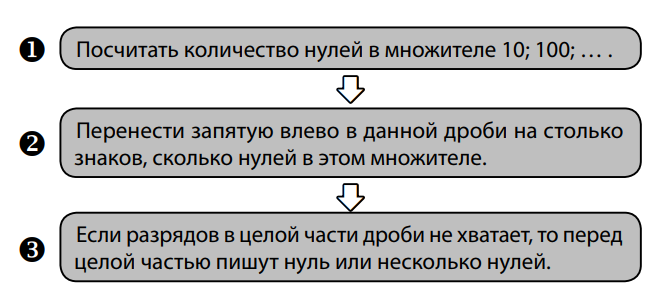 ❶ Посчитать количество нулей в множителе 10; 100; … .
❷ Перенести запятую влево в данной дроби на столько
знаков, сколько нулей в этом множителе.
❸ Если разрядов в целой части дроби не хватает, то перед
целой частью пишут нуль или несколько нулей.